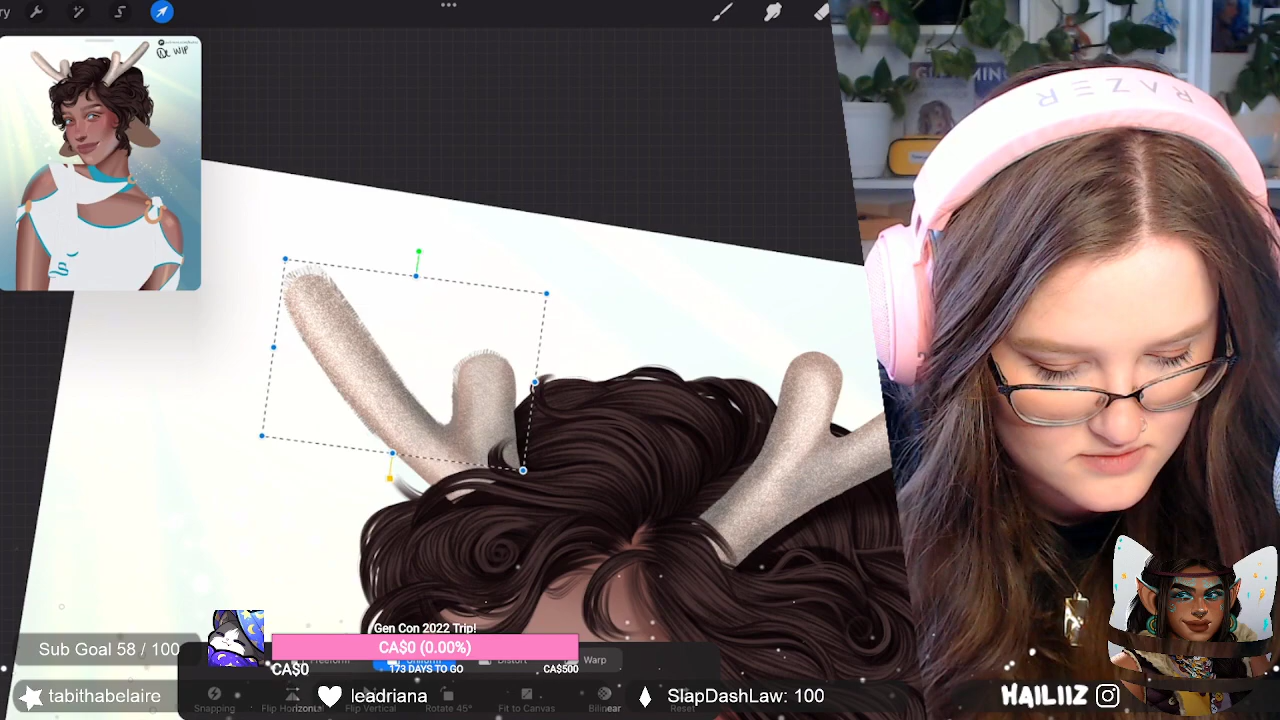 ry
WIP
RAZER
Gen Con 2022 Trip!
CA$0 (0.00%)
Sub Goal 58 / 100
CA$0
173 DAYS TO GO
CA$500
Freeform
Uniform
Distort
Warp
tabithabelaire
leadriana
SlapDashLaw: 100
HAILIIZ
Snapping
Flip Horizontal
Flip Vertical
Rotate 45°
Fit to Canvas
Bilinear
Reset